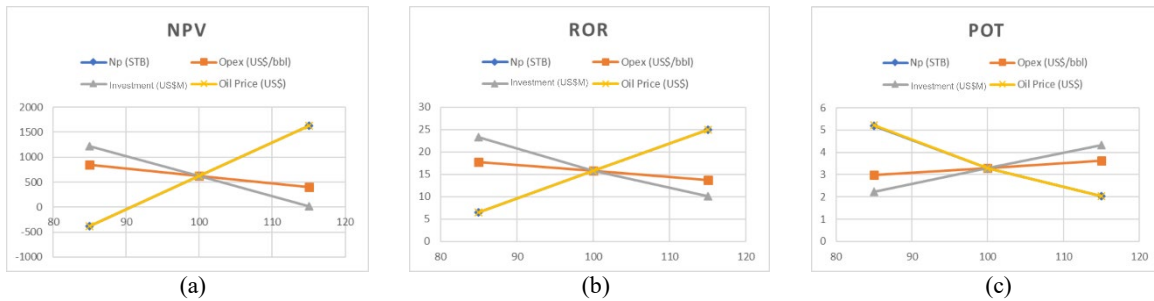 NPV
Np (STB) Opex (US$/bbl)
Investment (US$M) Oil Price (US$)
2000
1500
1000
500
0
-500
-1000
80 90 100 110 120
(a)
ROR
Np (STB) Opex (US$/bbl)
Investment (US$M) Oil Price (US$)
30
25
20
15
10
5
0
80 90 100 110 120
(b)
POT
Np (STB) Opex (US$/bbl)
Investment (US$M) Oil Price (US$)
6
5
4
3
2
1
0
80 90 100 110 120
(c)